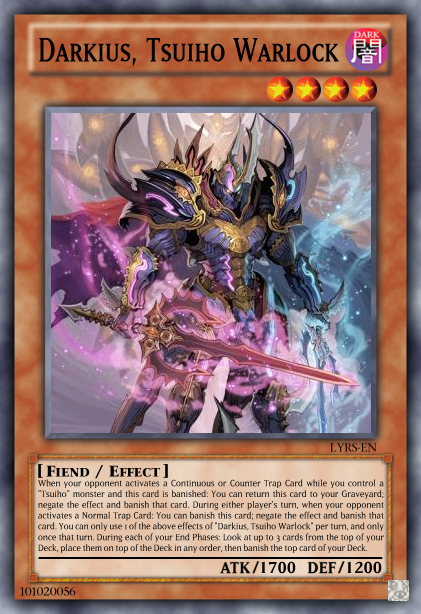 Darkius, Tsuiho Warlock
DARK
闇
LYRS-EN
[ Fiend / Effect ]
When your opponent activates a Continuous or Counter Trap Card while you control a
"Tsuiho" monster and this card is banished: You can return this card to your Graveyard;
negate the effect and banish that card. During either player's turn, when your opponent
activates a Normal Trap Card: You can banish this card; negate the effect and banish that
card. You can only use 1 of the above effects of "Darkius, Tsuiho Warlock" per turn, and only
once that turn. During each of your End Phases: Look at up to 3 cards from the top of your
Deck, place them on top of the Deck in any order, then banish the top card of your Deck.
ATK/1700 DEF/1200
101020056